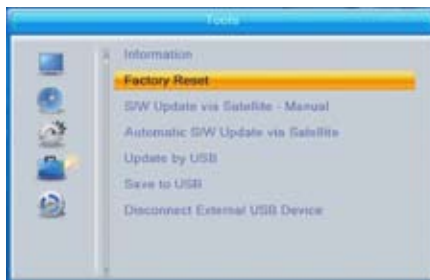 Tools
Information
Factory Reset
S/W Update via Satellite - Manual
Automatic S/W Update via Satellite
Update by USB
Save to USB
Disconnect External USB Device